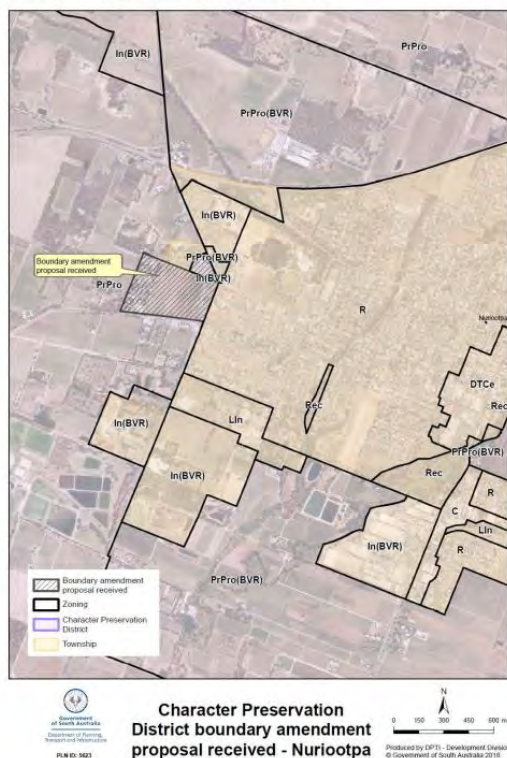 PrPro
In(BVR)
PrPro(BVR)
In(BVR)
PrPro(BVR)
Boundary amendment
proposal received
In(BVR)
PrPro
R
Nuriootpa
DTCe
Rec
Rec
LIn
In(BVR)
PrPro(BVR)
In(BVR)
Rec
R
C
LIn
In(BVR)
R
PrPro(BVR)
Boundary amendment
proposal received
Zoning
Character Preservation
District
Township
Government
of South Australia
Department of Planning,
Transport and Infrastructure
PLN ID: 5623
Character Preservation
District boundary amendment
proposal received - Nuriootpa
N
0 150 300 450 600 m
Produced by DPTI - Development Division
© Government of South Australia 2018